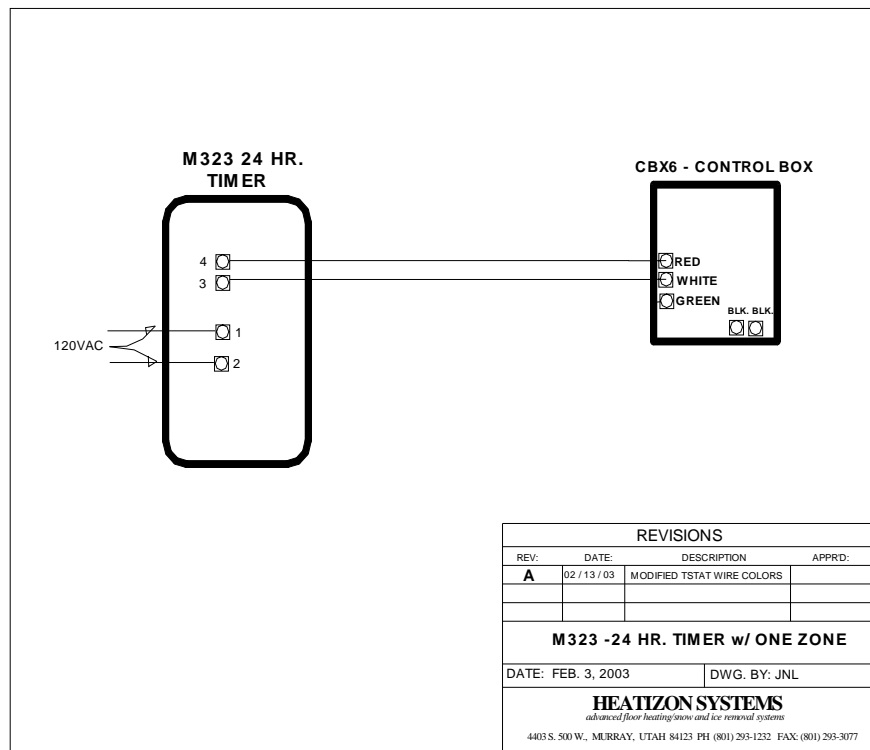 M323 24 HR.
TIMER
CBX6 - CONTROL BOX
4
3
RED
WHITE
GREEN
BLK. BLK.
1
120VAC
2
REVISIONS
REV: DATE: DESCRIPTION APPR'D:
A 02 / 13 / 03 MODIFIED TSTAT WIRE COLORS
M323 -24 HR. TIMER w/ ONE ZONE
DATE: FEB. 3, 2003 DWG. BY: JNL
HEATIZON SYSTEMS
advanced floor heating/snow and ice removal systems
4403 S. 500 W., MURRAY, UTAH 84123 PH (801) 293-1232 FAX: (801) 293-3077